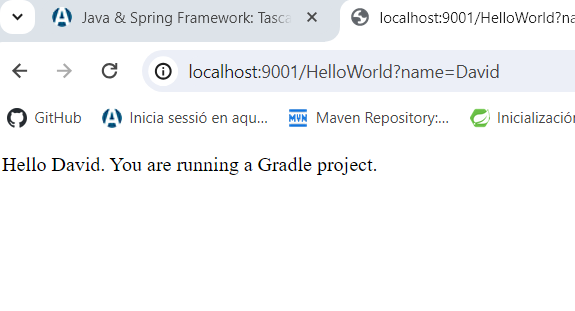 Java & Spring Framework: Tasca
localhost:9001/HelloWorld?na
localhost:9001/HelloWorld?name=David
GitHub
Inicia sessió en aqu...
MVN
Maven Repository:...
Inicialización
Hello David. You are running a Gradle project.